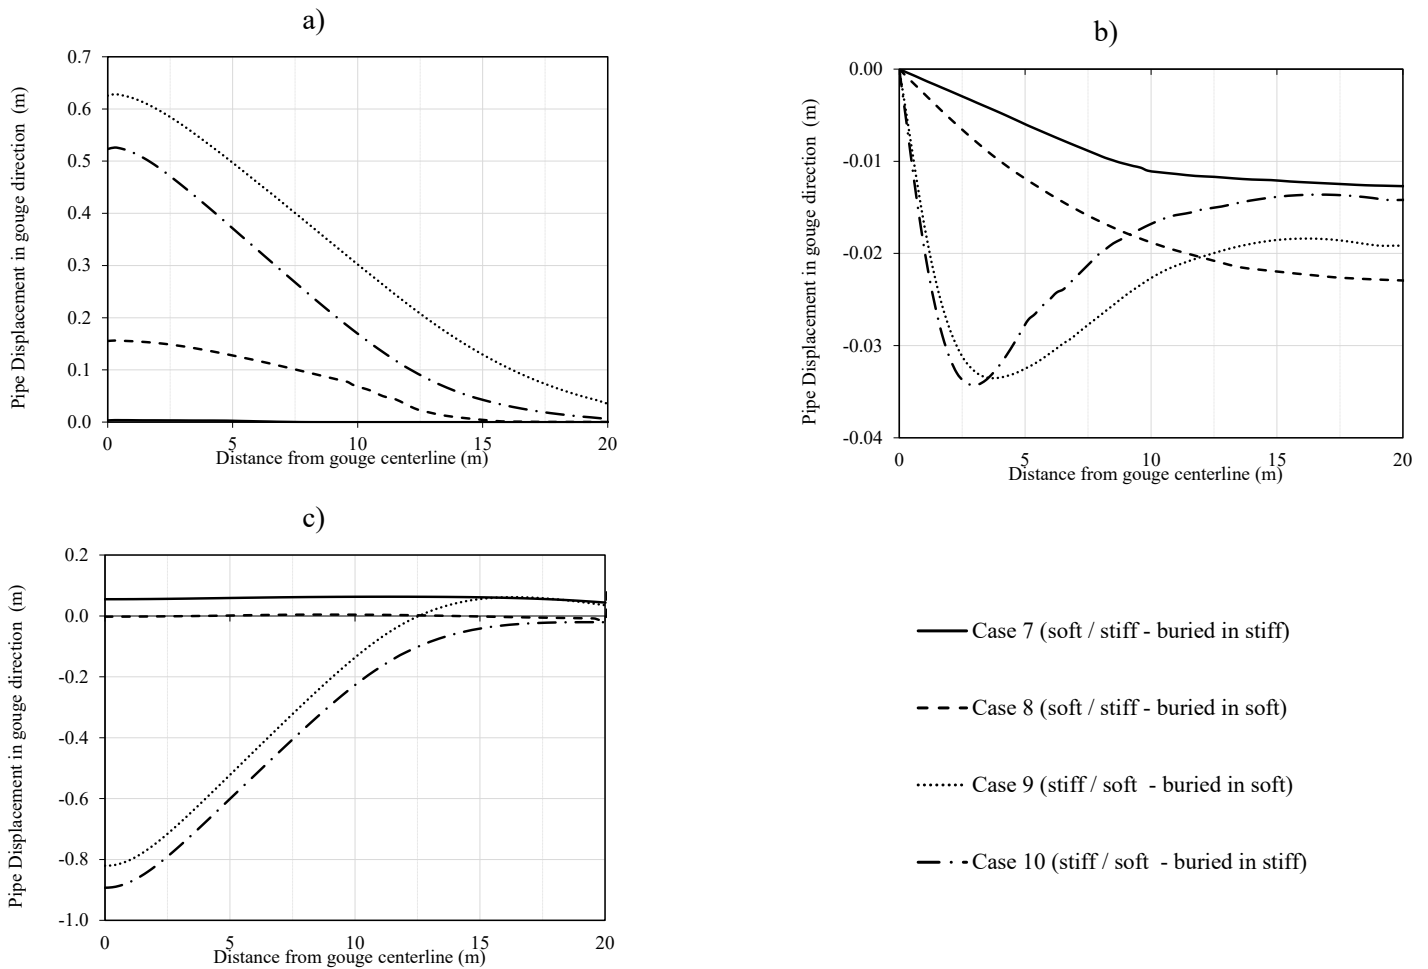 a)
Pipe Displacement in gouge direction (m)
0.7
0.6
0.5
0.4
0.3
0.2
0.1
0.0
0 5 10 15 20
Distance from gouge centerline (m)
b)
Pipe Displacement in gouge direction (m)
0.00
-0.01
-0.02
-0.03
-0.04
0 5 10 15 20
Distance from gouge centerline (m)
c)
Pipe Displacement in gouge direction (m)
0.2
0.0
-0.2
-0.4
-0.6
-0.8
-1.0
0 5 10 15 20
Distance from gouge centerline (m)
Case 7 (soft / stiff - buried in stiff)
Case 8 (soft / stiff - buried in soft)
Case 9 (stiff / soft - buried in soft)
Case 10 (stiff / soft - buried in stiff)